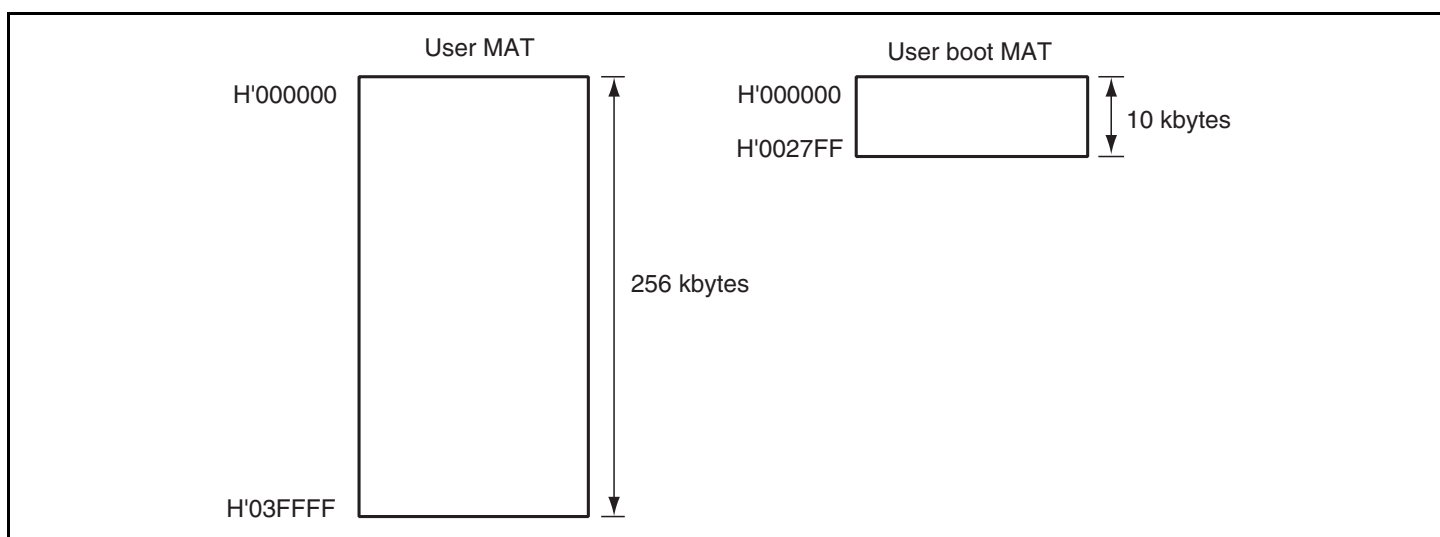 User MAT
H'000000
256 kbytes
H'03FFFF
User boot MAT
H'000000
10 kbytes
H'0027FF